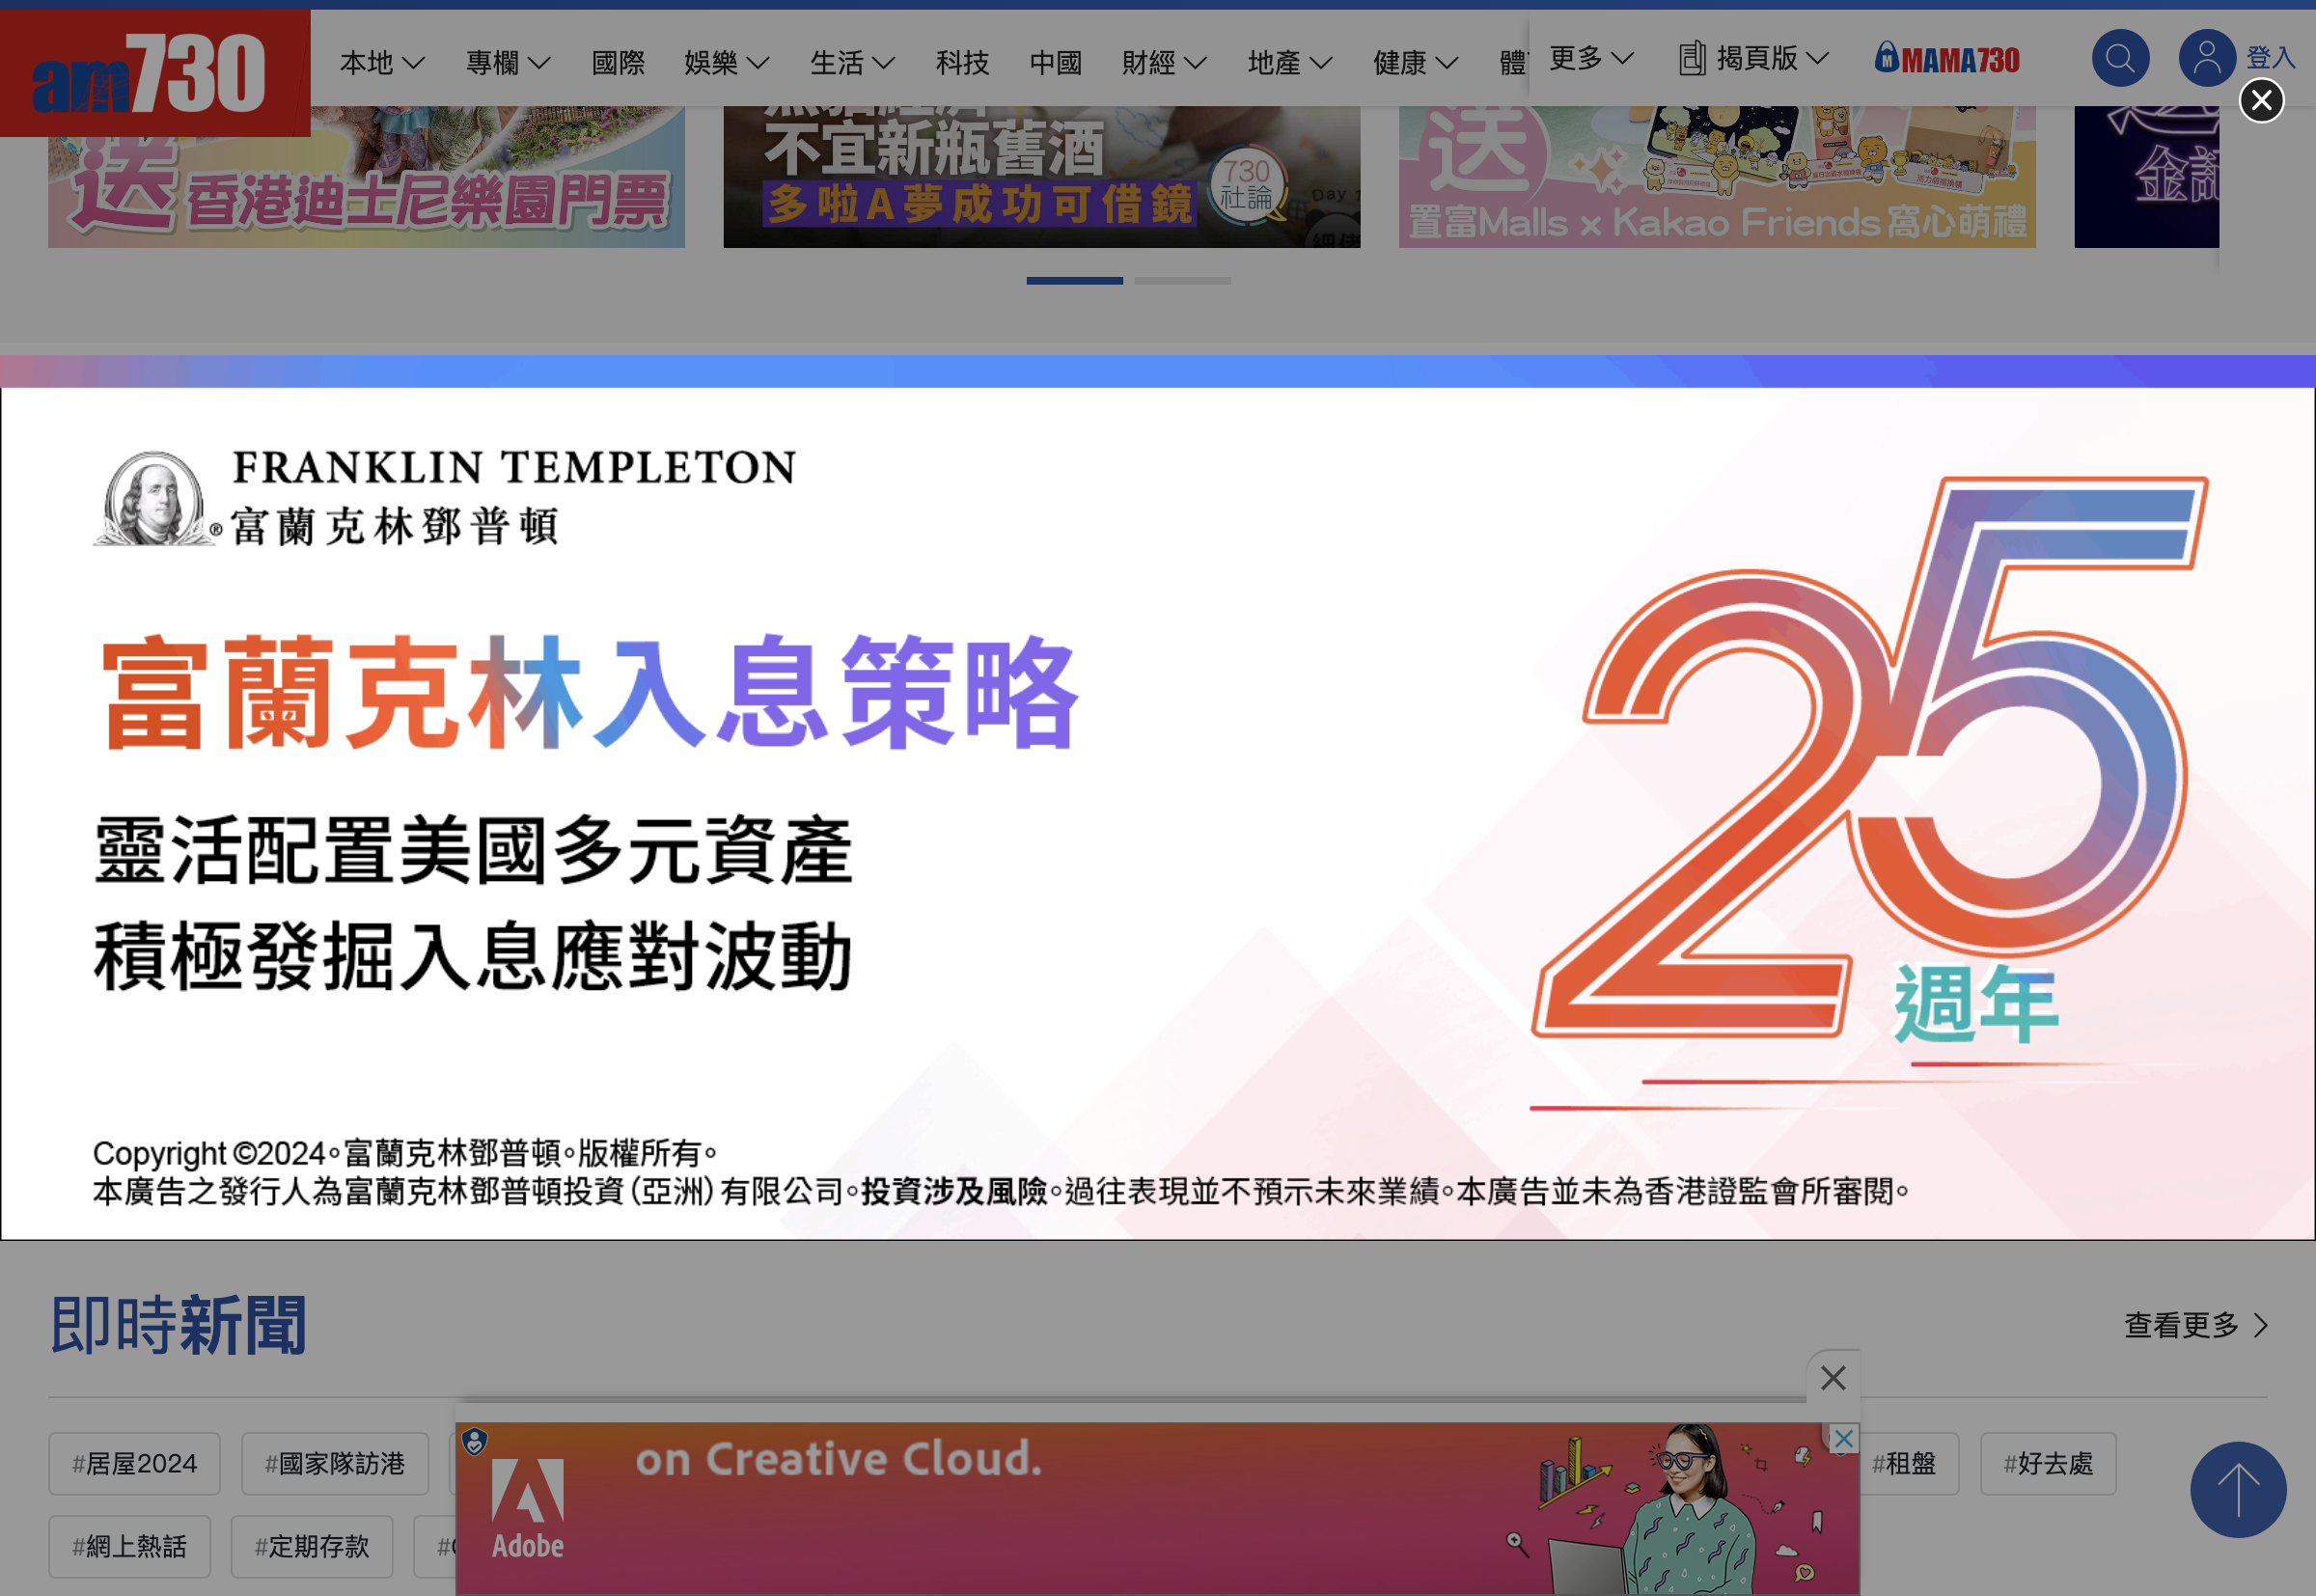 am730
本地
專欄
國際
娛樂
生活
科技
中國
財經
地產
健康
更多
揭頁版
MAMA730
登入
送香港迪士尼樂園門票
不宜新瓶舊酒
多啦A夢成功可借鏡
730
社論
送
置富Malls x Kakao Friends窩心萌禮
FRANKLIN TEMPLETON
富蘭克林鄧普頓
富蘭克林入息策略
靈活配置美國多元資產
積極發掘入息應對波動
25
週年
Copyright ©2024。富蘭克林鄧普頓。版權所有。
本廣告之發行人為富蘭克林鄧普頓投資(亞洲)有限公司。投資涉及風險。過往表現並不預示未來業績。本廣告並未為香港證監會所審閱。
即時新聞
查看更多
#居屋2024
#國家隊訪港
#租盤
#好去處
#網上熱話
#定期存款
on Creative Cloud.
Adobe